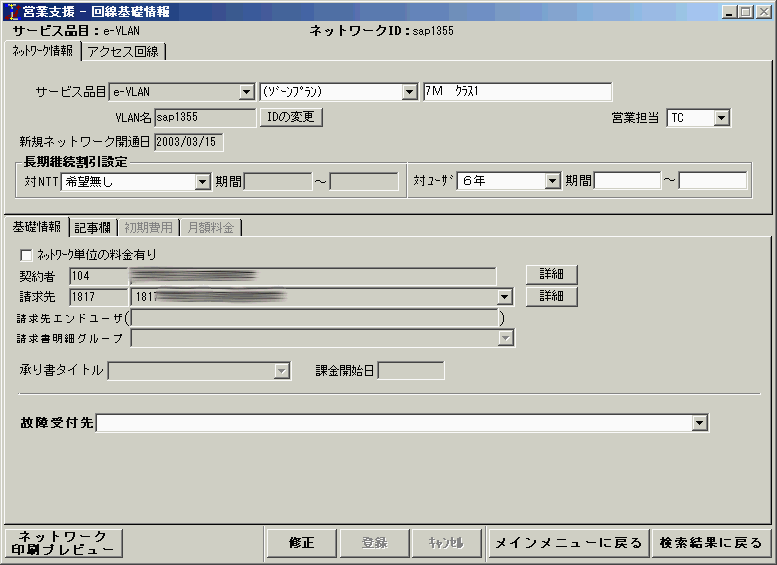 営業支援 - 回線基礎情報
サービス品目：e-VLAN ネットワークID：sap1355
ﾈｯﾄﾜｰｸ情報 アクセス回線
サービス品目 e-VLAN (ｿﾞｰﾝﾌﾟﾗﾝ) 7M ｸﾗｽ1
VLAN名 sap1355 IDの変更 営業担当 TC
新規ネットワーク開通日 2003/03/15
長期継続割引設定
対NTT 希望無し 期間 ～ 対ﾕｰｻﾞ 6年 期間 ～
基礎情報 記事欄 初期費用 月額料金
ﾈｯﾄﾜｰｸ単位の料金有り
契約者 104 詳細
請求先 1817 1817 詳細
請求先エンドユーザ( )
請求書明細グループ
承り書タイトル 課金開始日
故障受付先
ネットワーク
印刷プレビュー 修正 登録 ｷｬﾝｾﾙ メインメニューに戻る 検索結果に戻る